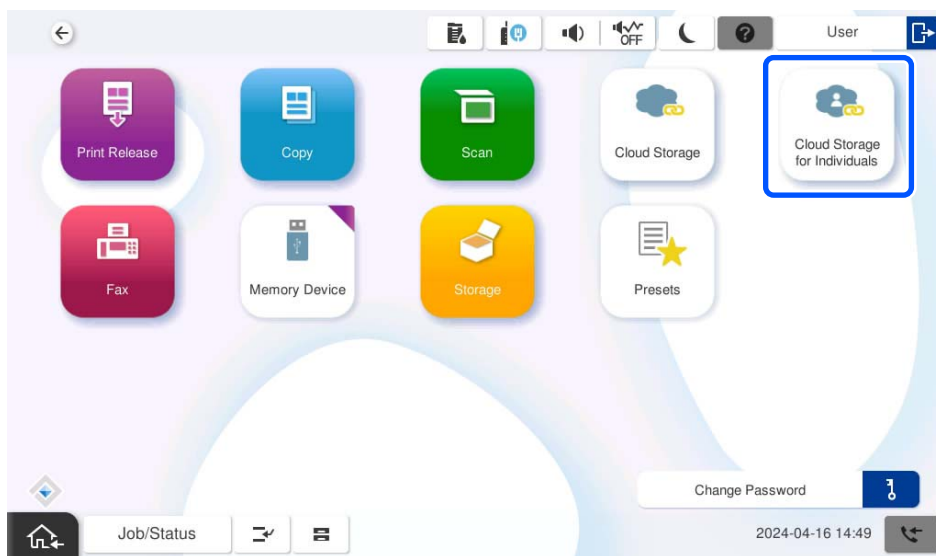 OFF
User
Print Release
Copy
Scan
Cloud Storage
Cloud Storage
for Individuals
Fax
Memory Device
Storage
Presets
Change Password
Job/Status
2024-04-16 14:49